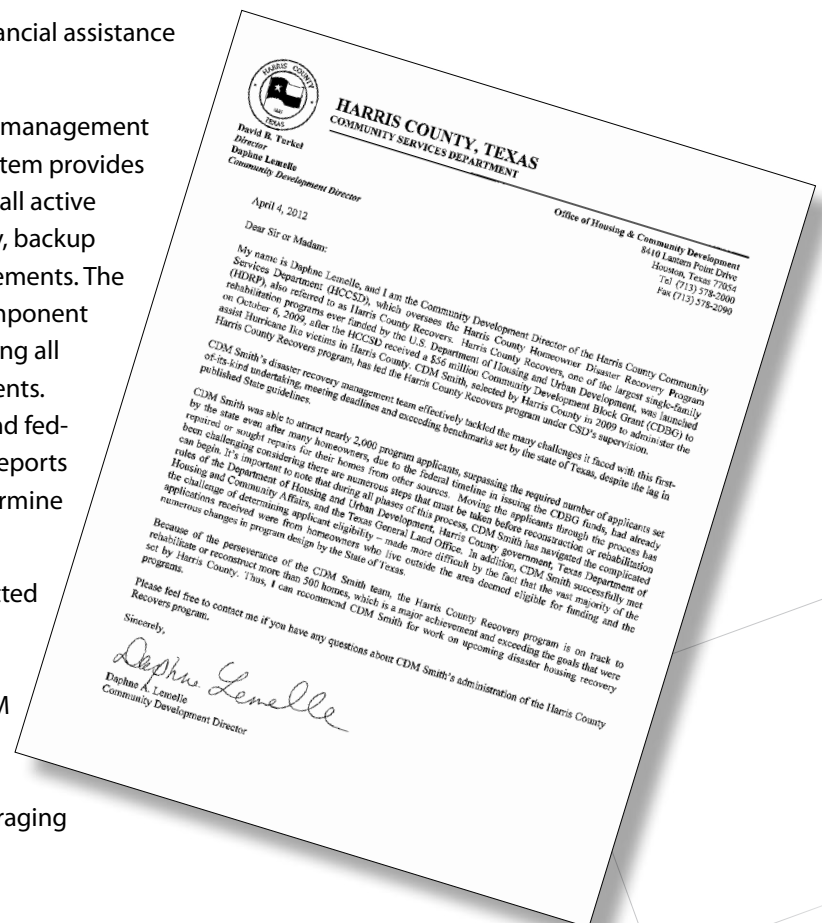 ancial assistance
management
tem provides
all active
, backup
ements. The
mponent
ng all
ents.
nd fed-
eports
rmine
ted
M
raging
HARRIS COUNTY
TEXAS
David B. Turkel
Director
Daphne Lemelle
Community Development Director
HARRIS COUNTY, TEXAS
COMMUNITY SERVICES DEPARTMENT
Office of Housing & Community Development
8410 Lantern Point Drive
Houston, Texas 77054
Tel (713) 578-2000
Fax (713) 578-2090
April 4, 2012
Dear Sir or Madam:
My name is Daphne Lemelle, and I am the Community Development Director of the Harris County Community
Services Department (HCCSD), which oversees the Harris County Homeowner Disaster Recovery Program
(HDRP), also referred to as Harris County Recovers. Harris County Recovers, one of the largest single-family
rehabilitation programs ever funded by the U.S. Department of Housing and Urban Development, was launched
on October 6, 2009, after the HCCSD received a $56 million Community Development Block Grant (CDBG) to
assist Hurricane Ike victims in Harris County. CDM Smith, selected by Harris County in 2009 to administer the
Harris County Recovers program, has led the Harris County Recovers program under CSD's supervision.
CDM Smith's disaster recovery management team effectively tackled the many challenges it faced with this first-
of-its-kind undertaking, meeting deadlines and exceeding benchmarks set by the state of Texas, despite the lag in
published State guidelines.
CDM Smith was able to attract nearly 2,000 program applicants, surpassing the required number of applicants set
by the state even after many homeowners, due to the federal timeline in issuing the CDBG funds, had already
repaired or sought repairs for their homes from other sources. Moving the applicants through the process has
been challenging considering there are numerous steps that must be taken before reconstruction or rehabilitation
can begin. It's important to note that during all phases of this process, CDM Smith has navigated the complicated
rules of the Department of Housing and Urban Development, Harris County government, Texas Department of
Housing and Community Affairs, and the Texas General Land Office. In addition, CDM Smith successfully met
the challenge of determining applicant eligibility – made more difficult by the fact that the vast majority of the
applications received were from homeowners who live outside the area deemed eligible for funding and the
numerous changes in program design by the State of Texas.
Because of the perseverance of the CDM Smith team, the Harris County Recovers program is on track to
rehabilitate or reconstruct more than 500 homes, which is a major achievement and exceeding the goals that were
set by Harris County. Thus, I can recommend CDM Smith for work on upcoming disaster housing recovery
programs.
Please feel free to contact me if you have any questions about CDM Smith's administration of the Harris County
Recovers program.
Sincerely,
Daphne Lemelle
Daphne A. Lemelle
Community Development Director